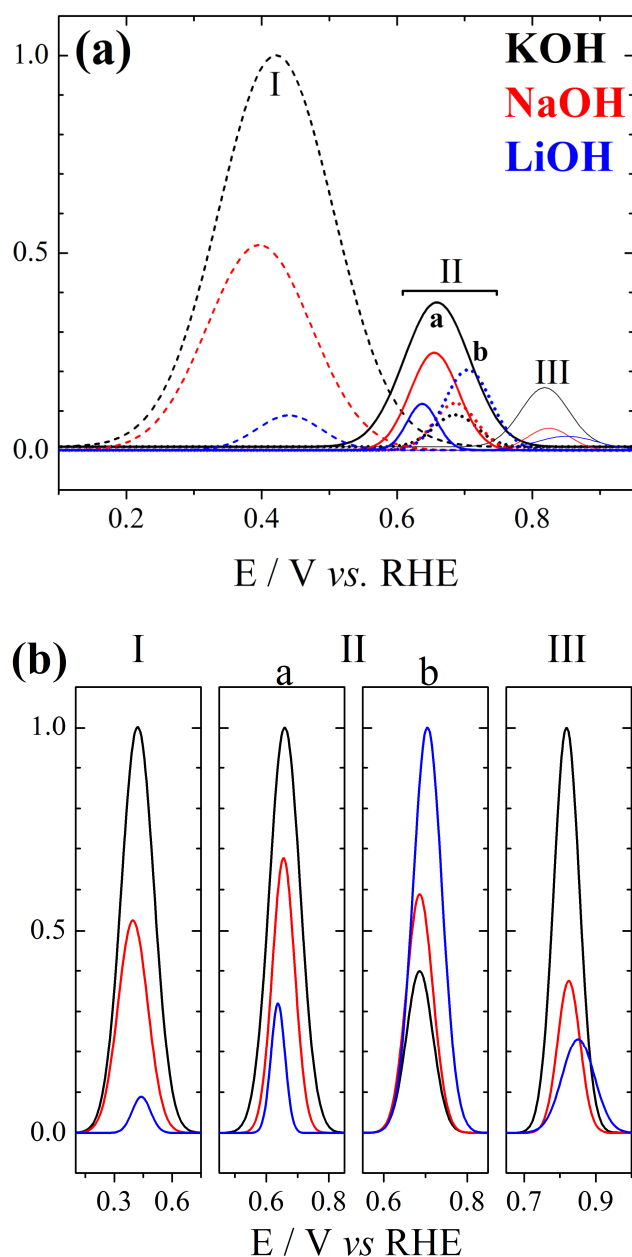 (a)
KOH
NaOH
LiOH
I
II
a
b
III
1.0
0.5
0.0
0.2 0.4 0.6 0.8
E / V vs. RHE
(b)
I II III
a b
1.0
0.5
0.0
0.3 0.6 0.6 0.8 0.6 0.8 0.7 0.9
E / V vs RHE